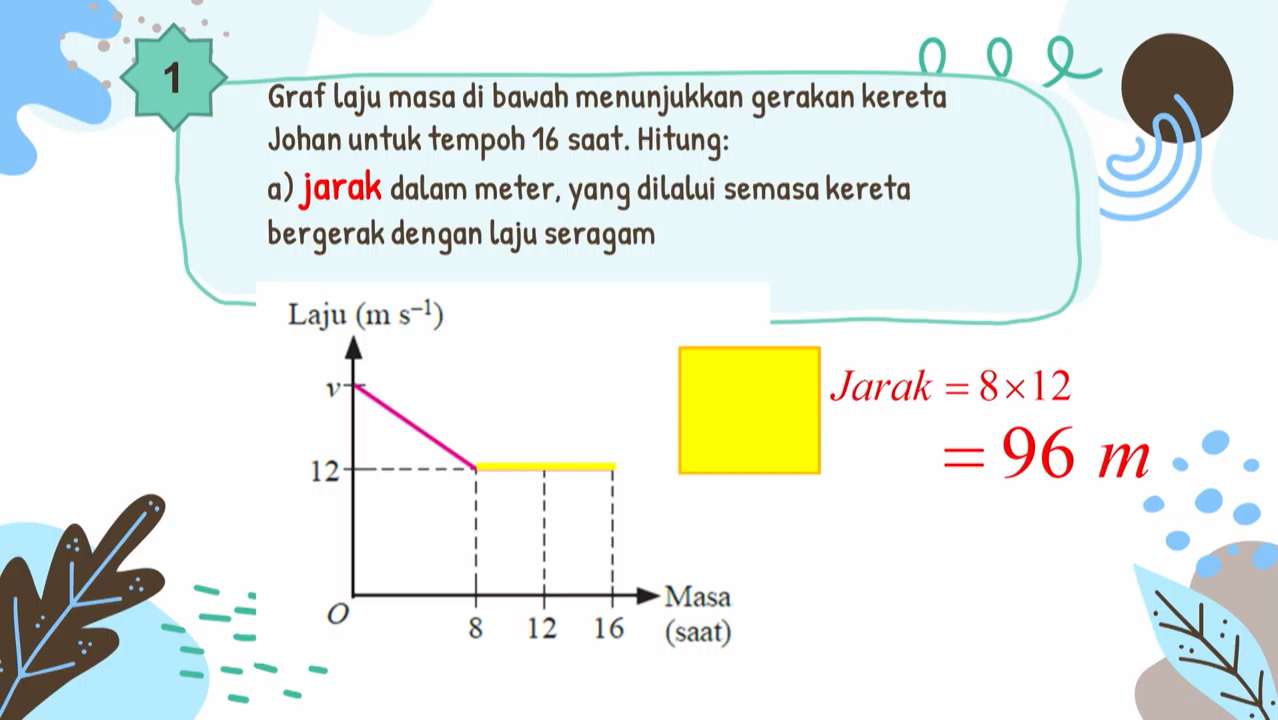 1
Graf laju masa di bawah menunjukkan gerakan kereta
Johan untuk tempoh 16 saat. Hitung:
a) jarak dalam meter, yang dilalui semasa kereta
bergerak dengan laju seragam
Laju (m s⁻¹)
v
12
O
8 12 16
Masa
(saat)
Jarak = 8×12
= 96 m